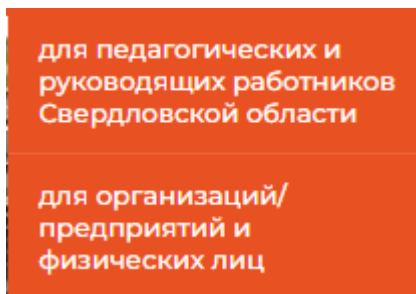 для педагогических и
руководящих работников
Свердловской области
для организаций/
предприятий и
физических лиц